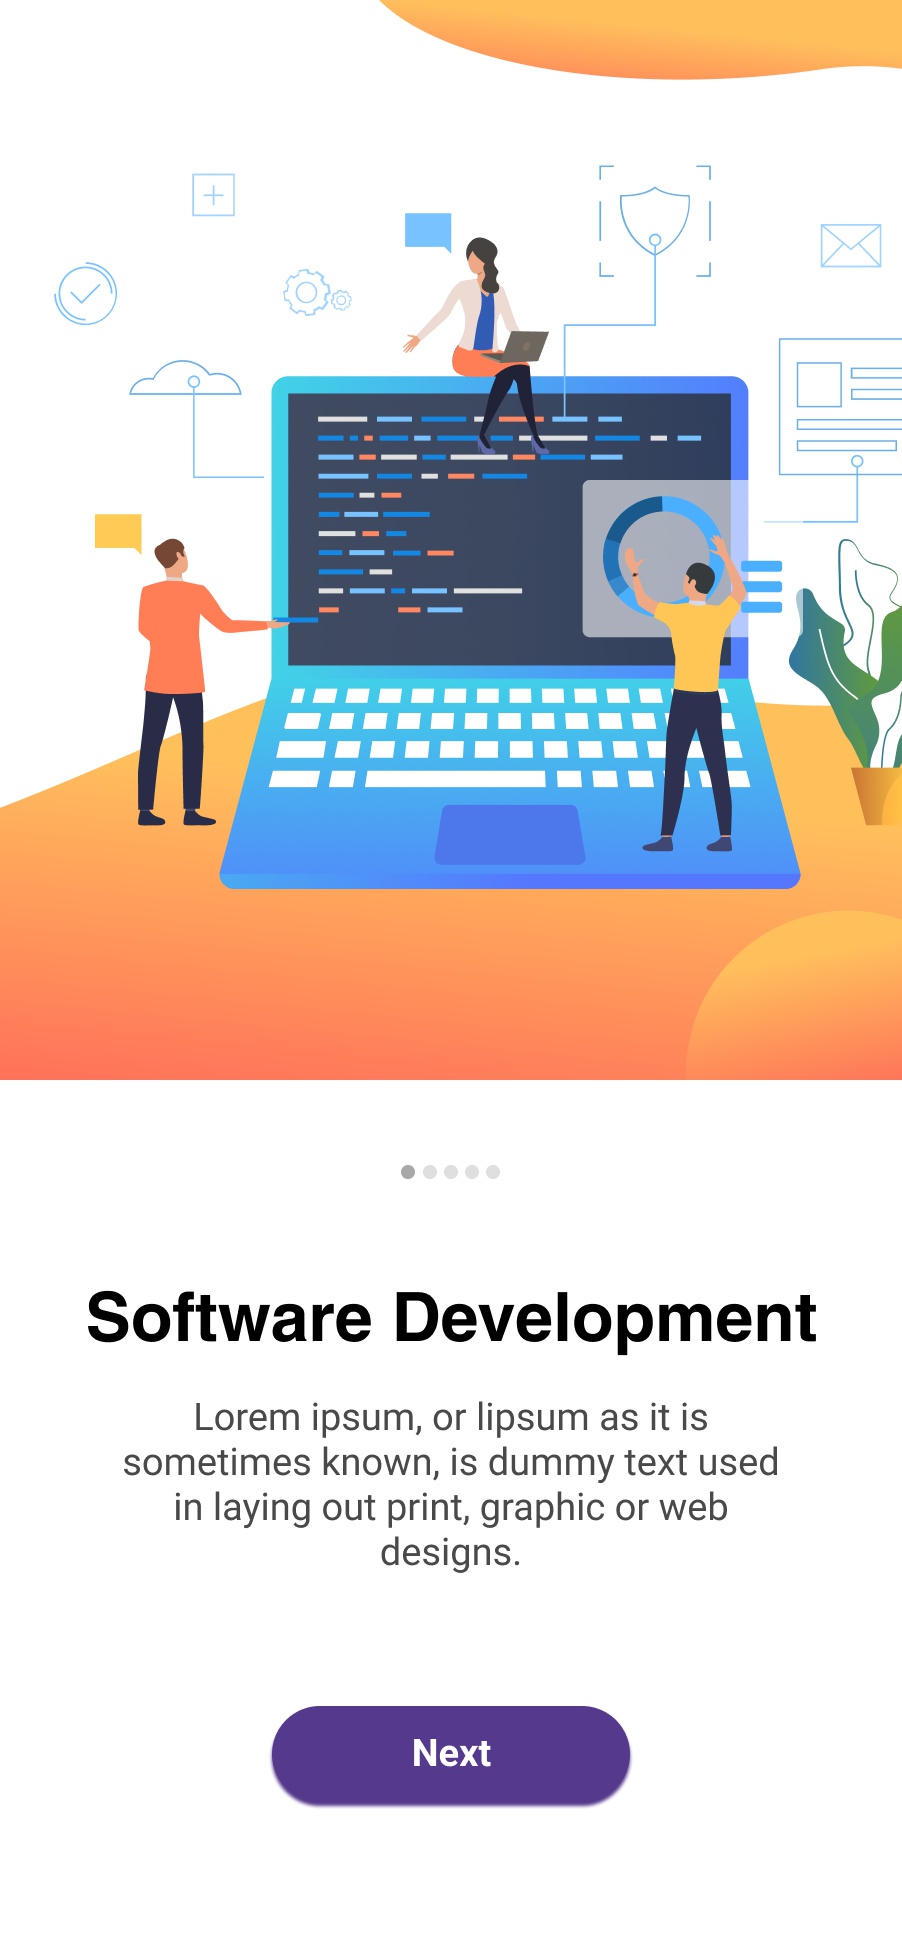 Software Development
Lorem ipsum, or lipsum as it is
sometimes known, is dummy text used
in laying out print, graphic or web
designs.
Next